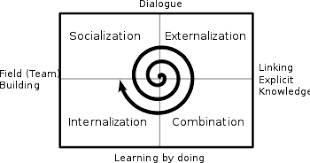 Dialogue
Socialization
Externalization
Field (Team)
Building
Linking
Explicit
Knowledge
Internalization
Combination
Learning by doing